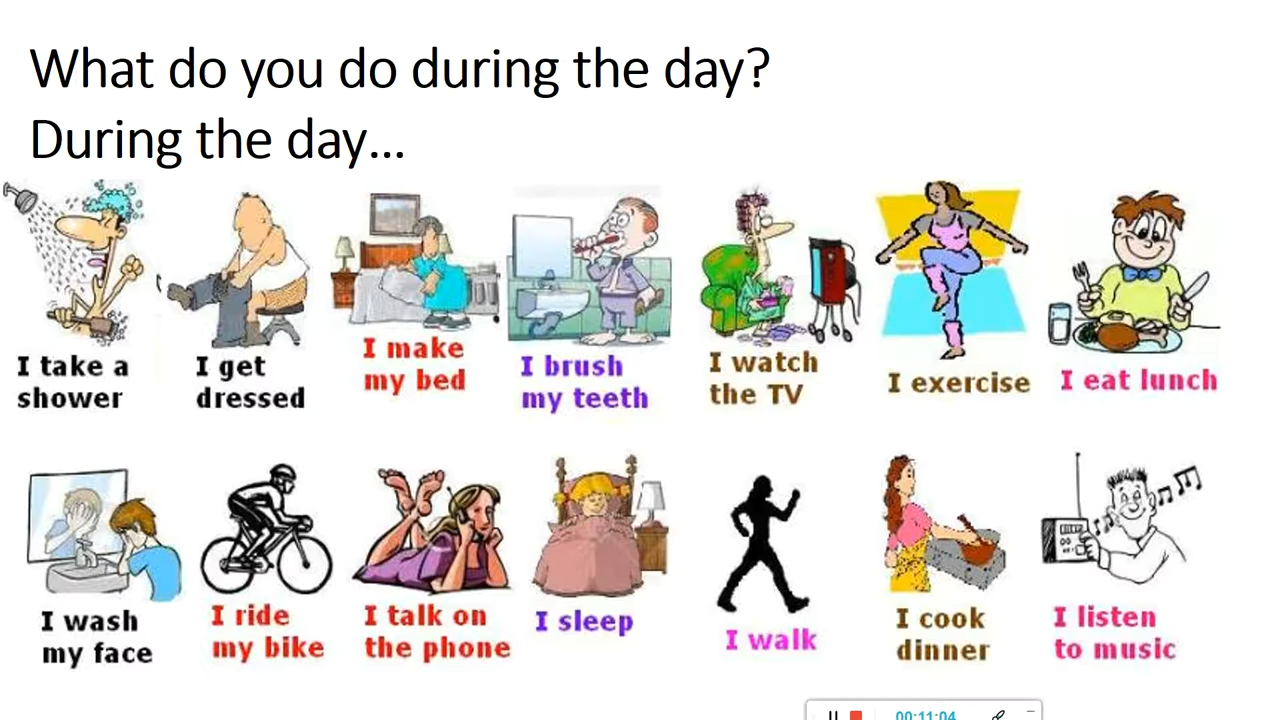 What do you do during the day?
During the day...
I take a
shower
I get
dressed
I make
my bed
I brush
my teeth
I watch
the TV
I exercise
I eat lunch
I wash
my face
I ride
my bike
I talk on
the phone
I sleep
I walk
I cook
dinner
I listen
to music
00:11:04